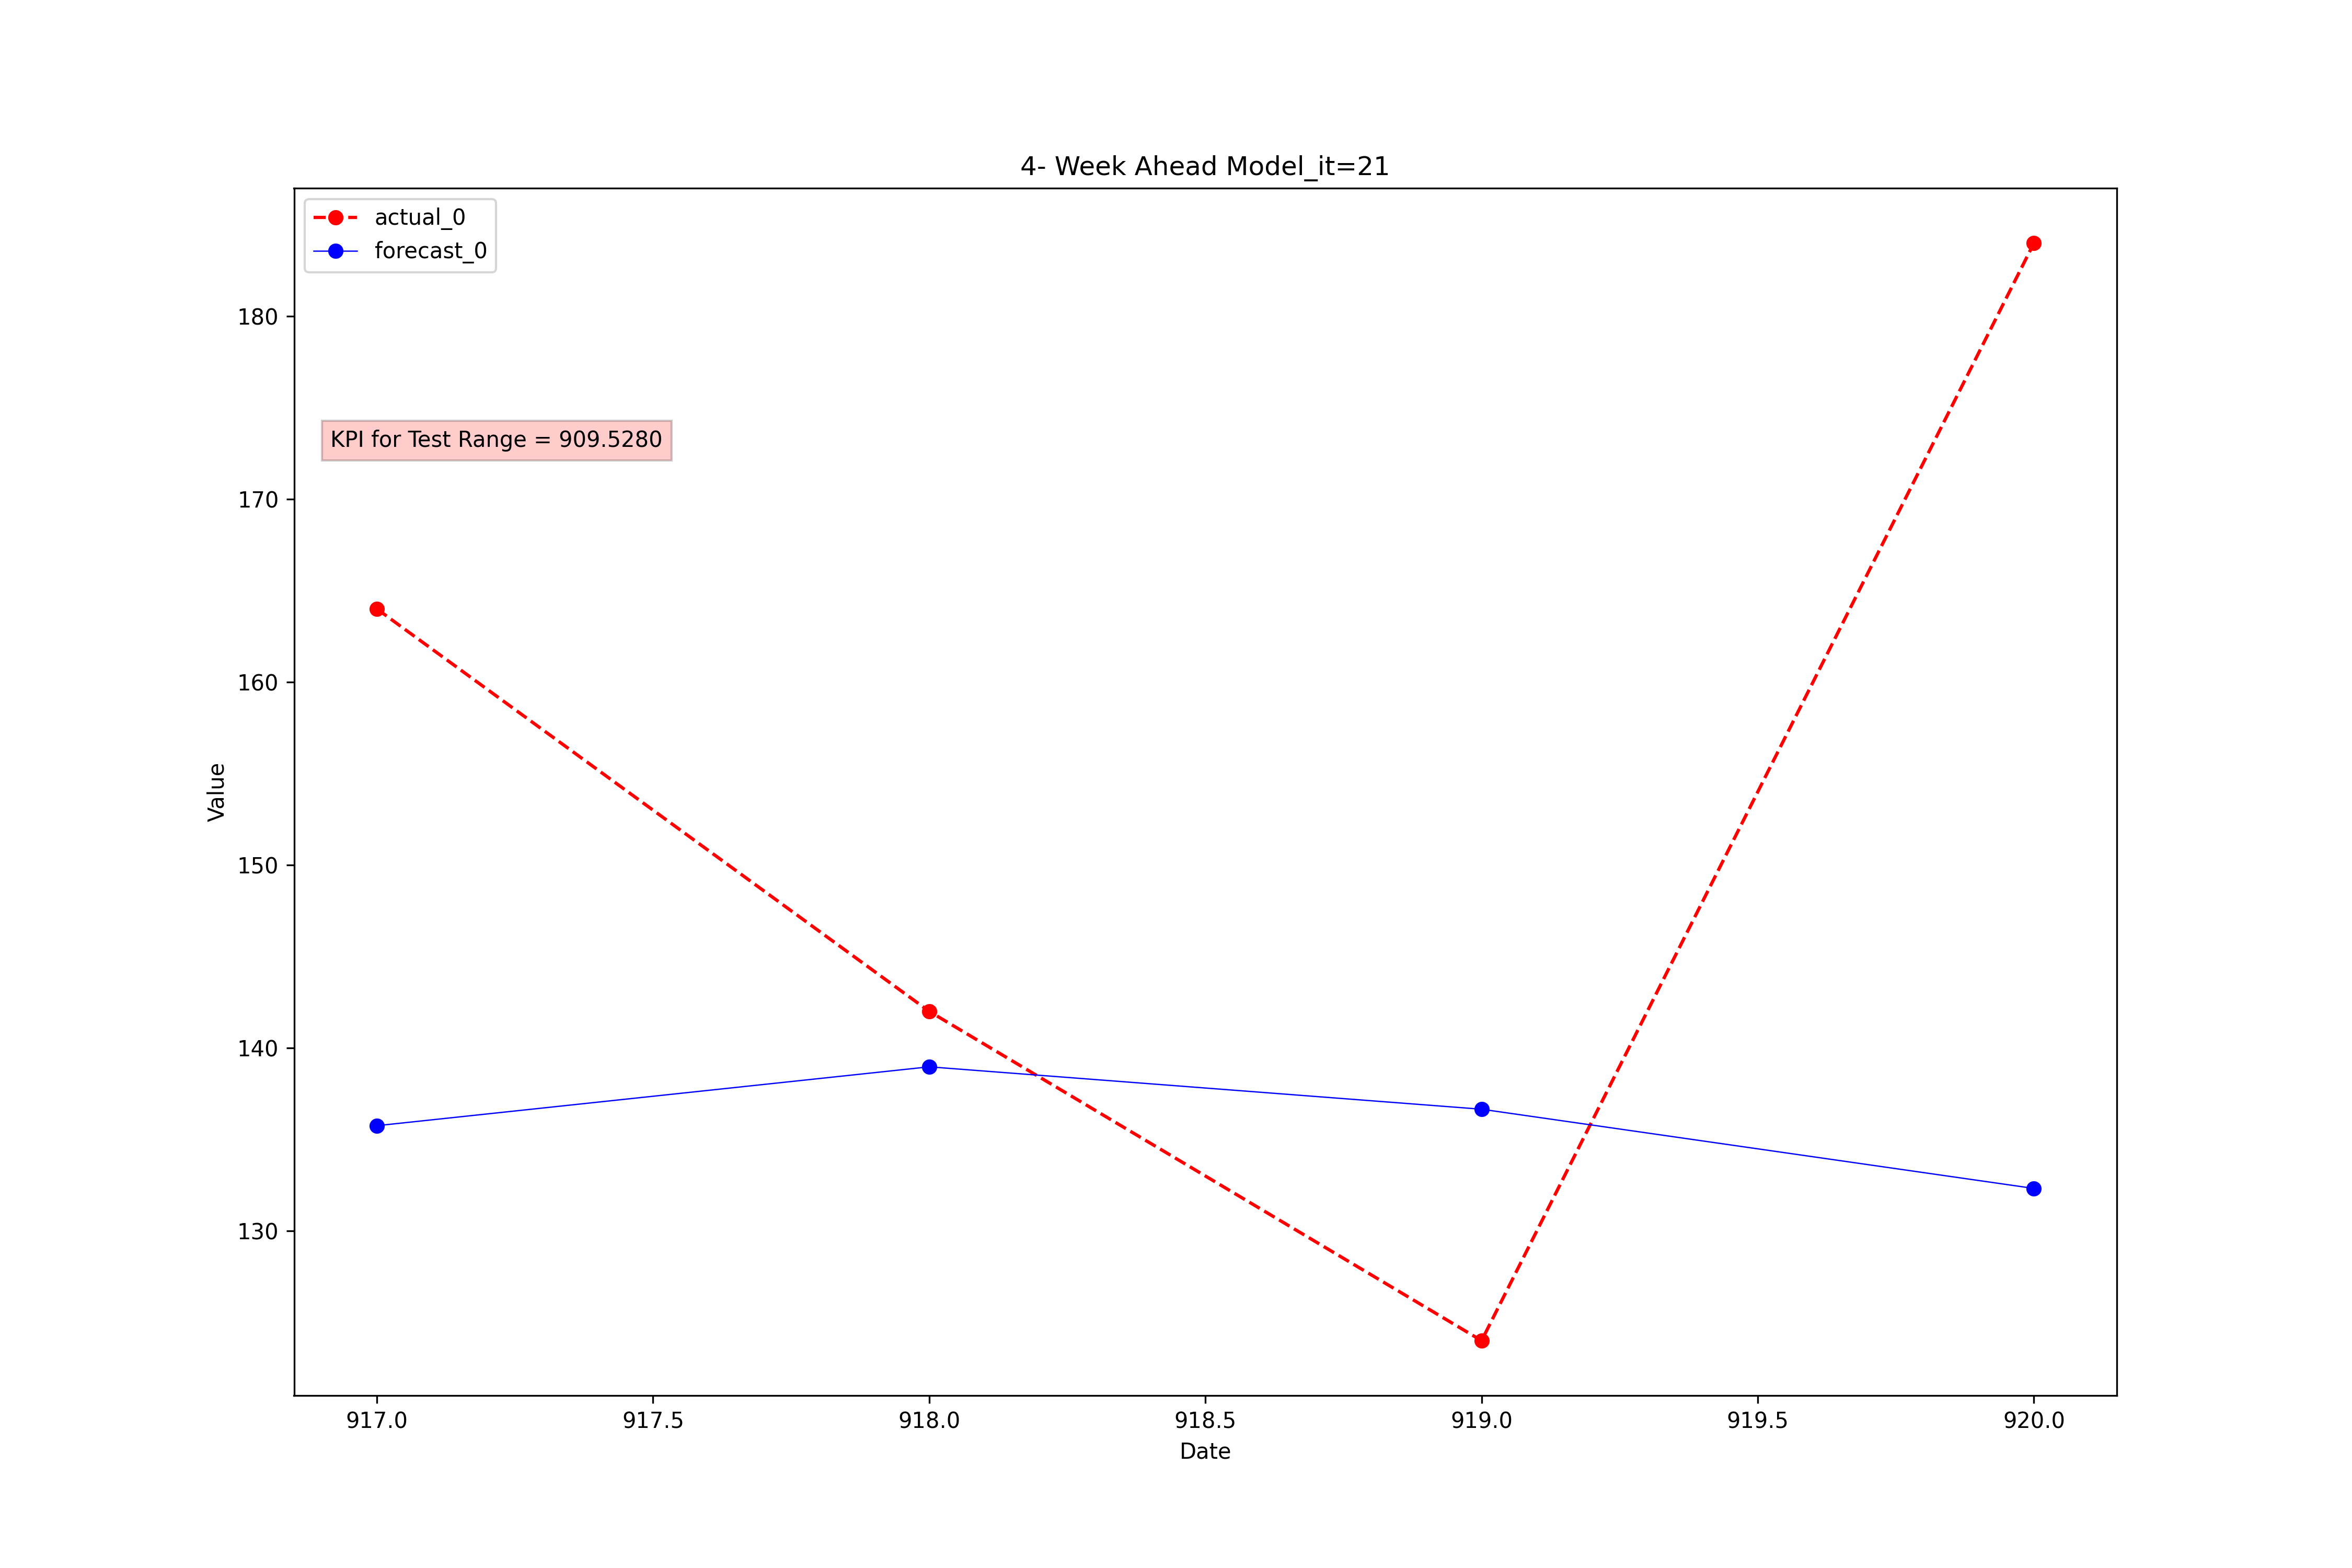 4- Week Ahead Model_it=21
actual_0
forecast_0
KPI for Test Range = 909.5280
180
170
160
150
140
130
Value
917.0 917.5 918.0 918.5 919.0 919.5 920.0
Date